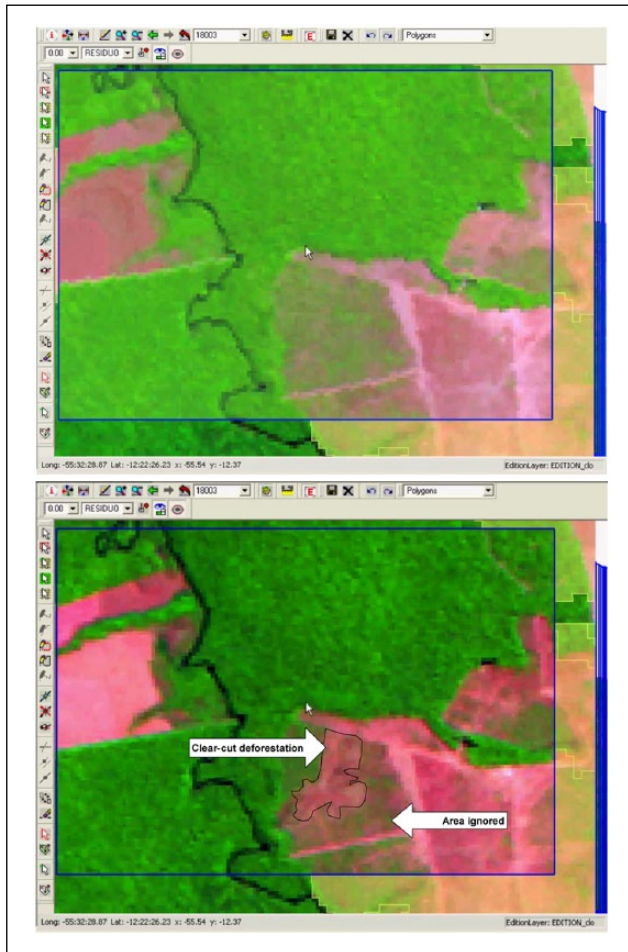 18003
Polygons
0.00
RESIDUO
Long: -55:32:28.87 Lat: -12:22:26.23 x: -55.54 y: -12.37
EditionLayer: EDITION_do
18003
Polygons
0.00
RESIDUO
Clear-cut deforestation
Area ignored
Long: -55:32:28.87 Lat: -12:22:26.23 x: -55.54 y: -12.37
EditionLayer: EDITION_do